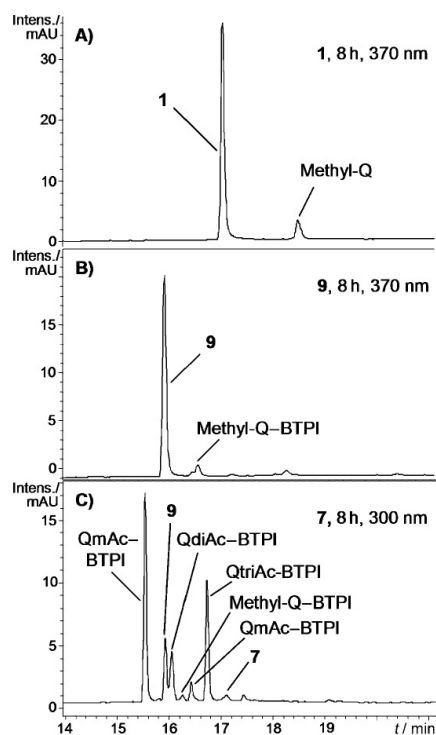 Intens./
mAU
A)
1, 8 h, 370 nm
30
1
20
Methyl-Q
10
0
Intens./
mAU
B)
9, 8 h, 370 nm
15
9
10
Methyl-Q–BTPI
5
0
Intens./
mAU
C)
7, 8 h, 300 nm
15
9
QmAc–
BTPI
QdiAc–BTPI
QtriAc-BTPI
10
Methyl-Q–BTPI
QmAc–BTPI
5
7
0
14 15 16 17 18 19 t / min